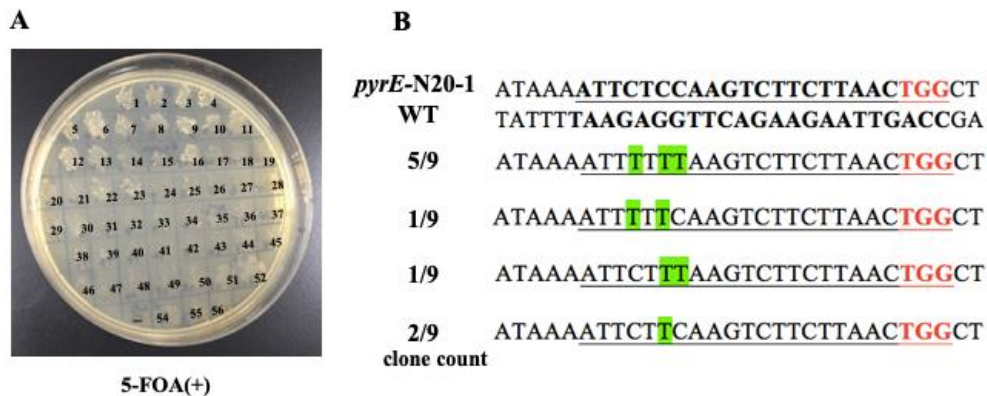 A
B
pyrE-N20-1
ATAAAATTCTCCAAGTCTTCTTAACTGGCT
WT
TATTTTAAGAGGTTCAGAAGAATTGACCGA
5/9
ATAAAATTTTTTAAGTCTTCTTAACTGGCT
1/9
ATAAAATTTTTCAAGTCTTCTTAACTGGCT
1/9
ATAAAATTCTTTAAGTCTTCTTAACTGGCT
2/9
ATAAAATTCTTCAAGTCTTCTTAACTGGCT
clone count
1 2 3 4
5 6 7 8 9 10 11
12 13 14 15 16 17 18 19
20 21 22 23 24 25 26 27 28
29 30 31 32 33 34 35 36 37
38 39 40 41 42 43 44 45
46 47 48 49 50 51 52
– 54 55 56
5-FOA(+)